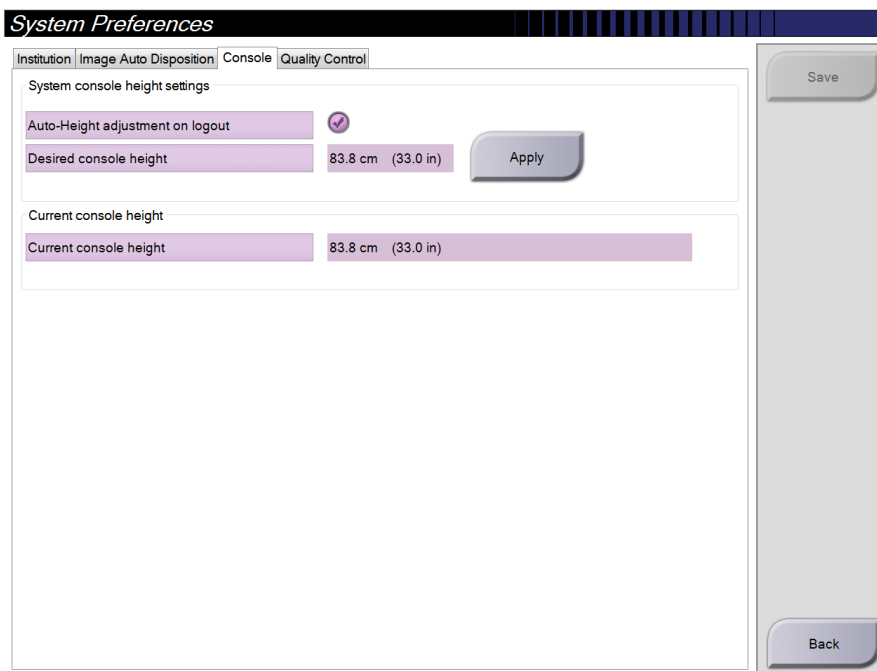 System Preferences
Institution Image Auto Disposition Console Quality Control
Save
System console height settings
Auto-Height adjustment on logout
Desired console height 83.8 cm (33.0 in) Apply
Current console height
Current console height 83.8 cm (33.0 in)
Back